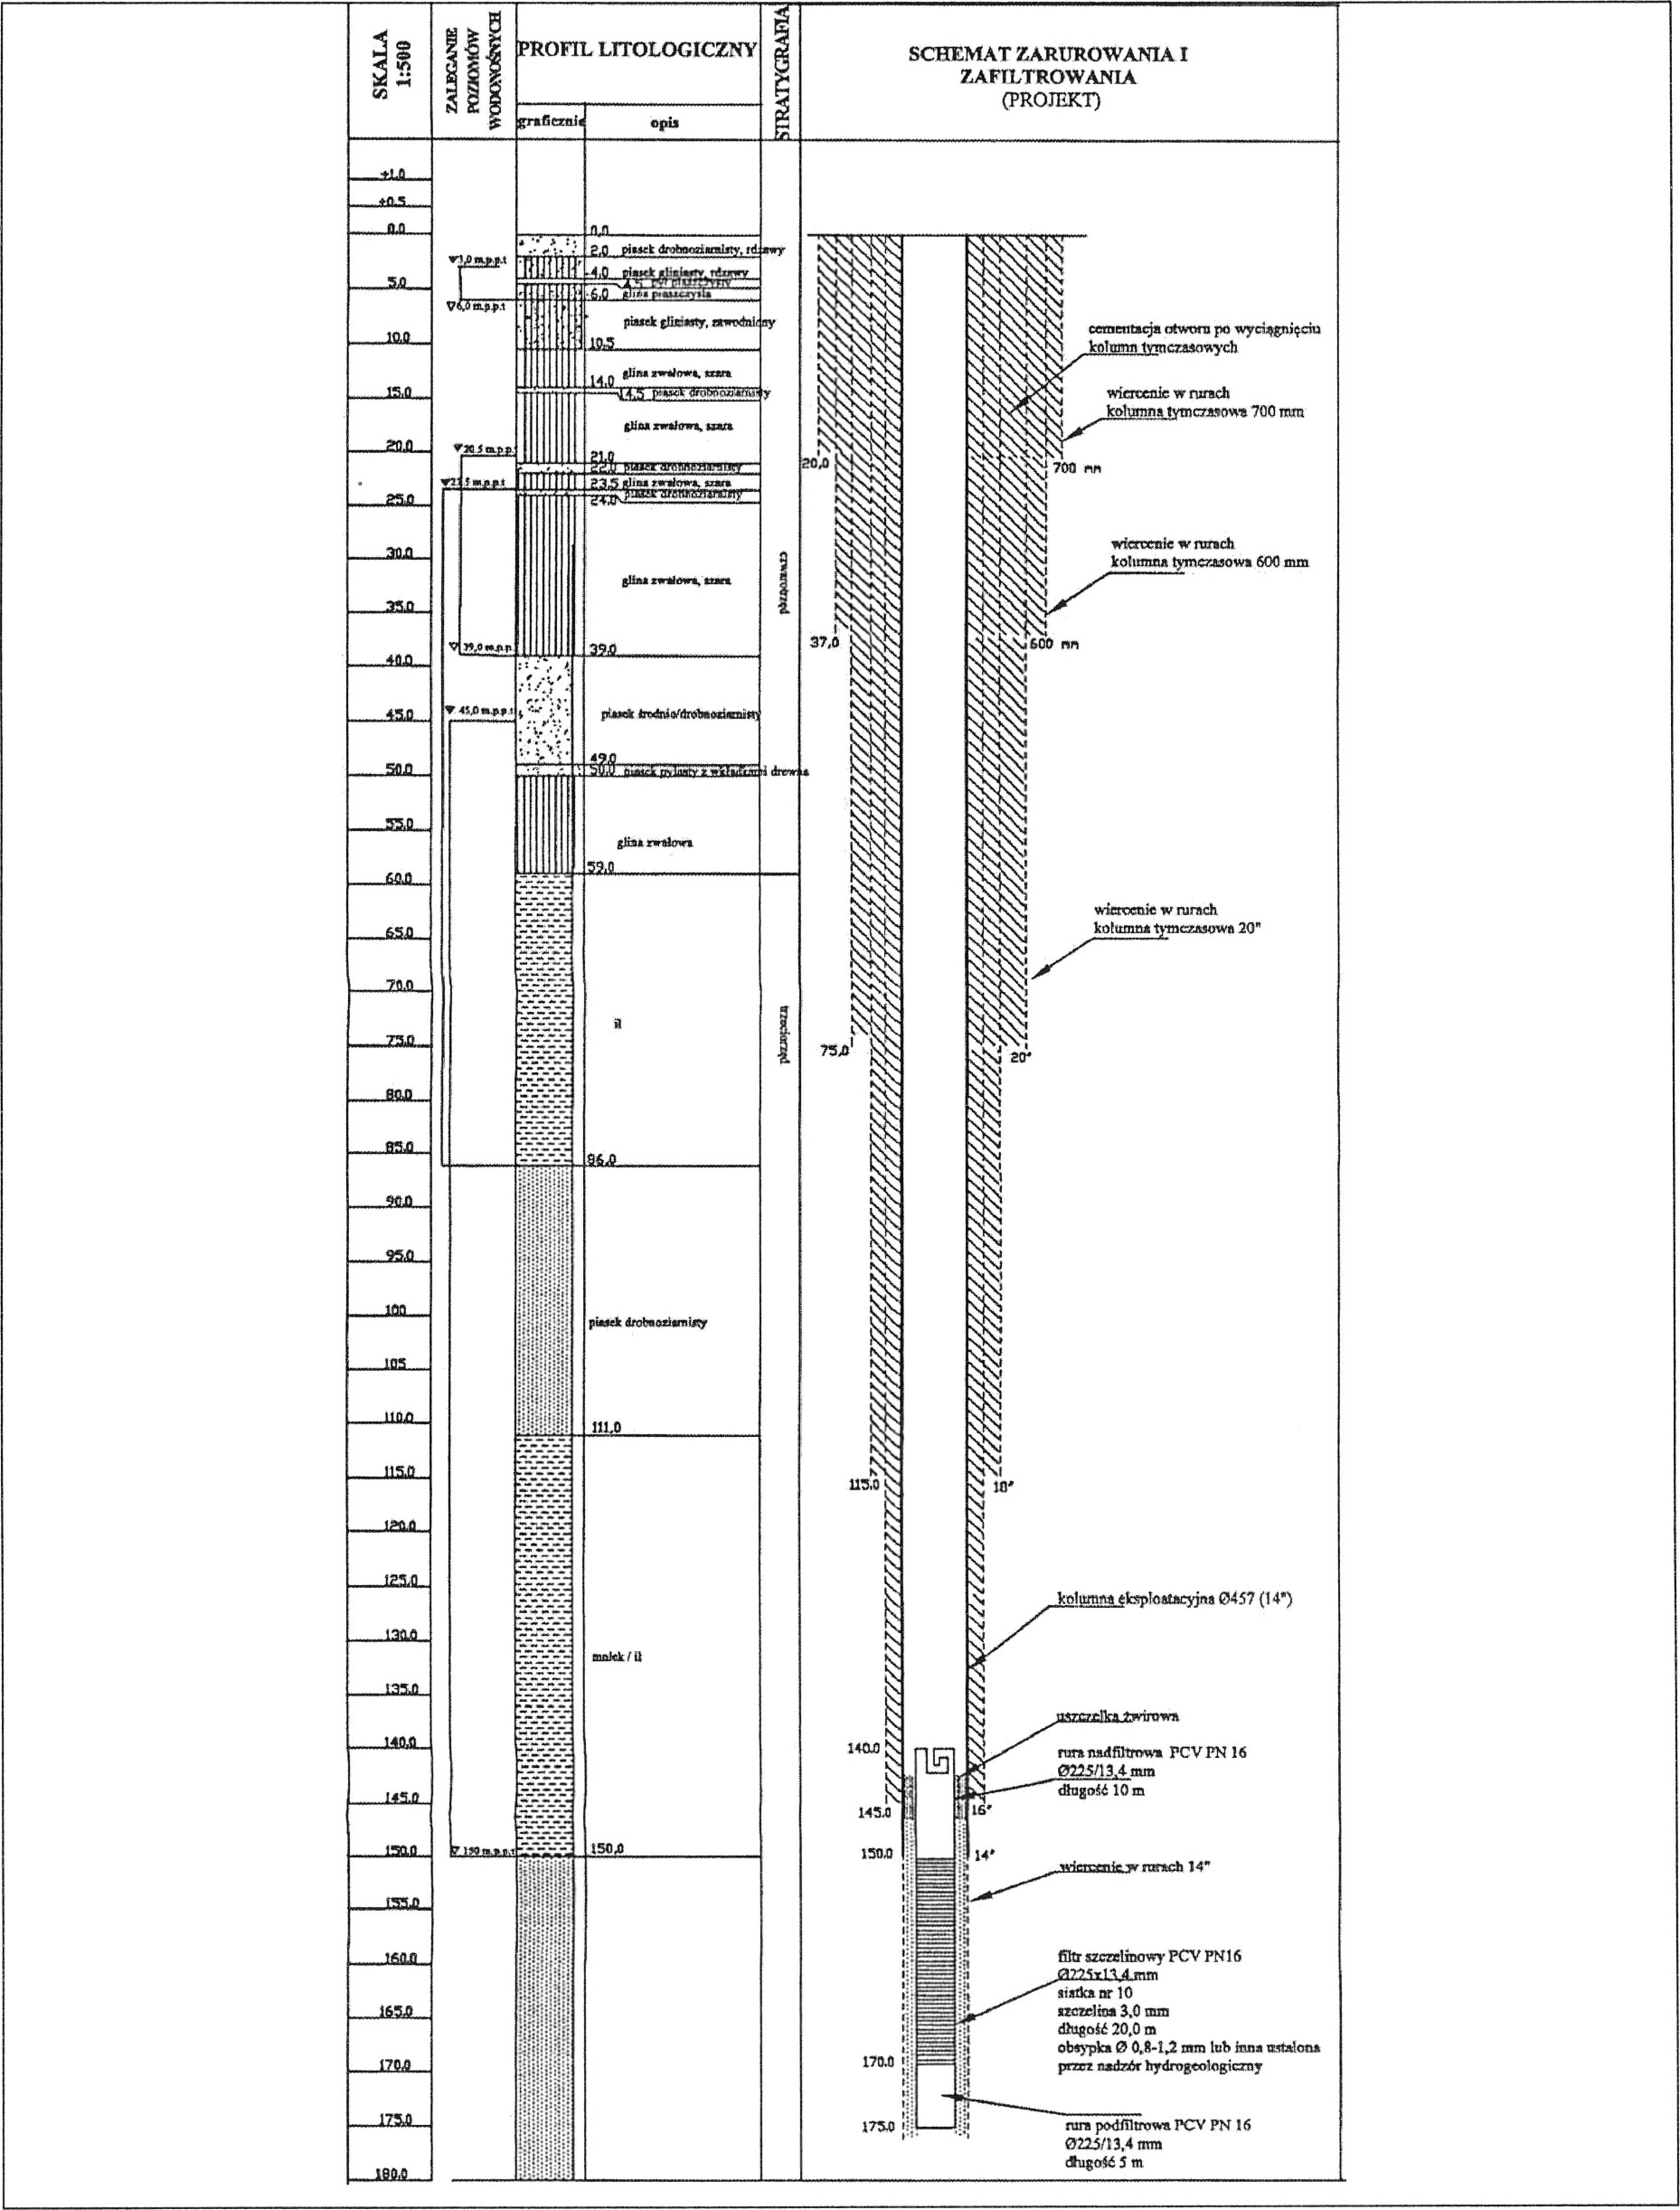 SKALA
1:500
ZALEGANIE
POZIOMÓW
WODONOŚNYCH
PROFIL LITOLOGICZNY
graficznie
opis
STRATYGRAFIA
SCHEMAT ZARUROWANIA I
ZAFILTROWANIA
(PROJEKT)
+1.0
+0.5
0.0
5.0
10.0
15.0
20.0
25.0
30.0
35.0
40.0
45.0
50.0
55.0
60.0
65.0
70.0
75.0
80.0
85.0
90.0
95.0
100
105
110.0
115.0
120.0
125.0
130.0
135.0
140.0
145.0
150.0
155.0
160.0
165.0
170.0
175.0
180.0
3,0 m.p.p.t
6,0 m.p.p.t
20,5 m.p.p.
m.p.p.t
39,0 m.p.p.
45,0 m.p.p.t
150 m.p.p.t
0,0
2,0 piasek drobnoziarnisty, rdzawy
4,0 piasek gliniasty, rdzawy
pył piaszczysty
6,0 glina piaszczysta
piasek gliniasty, zawodniony
10,5
glina zwałowa, szara
14,0
14,5 piasek drobnoziarnisty
glina zwałowa, szara
21,0
22,0 piasek drobnoziarnisty
23,5 glina zwałowa, szara
24,0 piasek drobnoziarnisty
glina zwałowa, szara
39,0
piasek średnio/drobnoziarnisty
49,0
50,0 piasek pylasty z wkładkami drewna
glina zwałowa
59,0
ił
86,0
piasek drobnoziarnisty
111,0
mułek / ił
150,0
czwartorzęd
trzeciorzęd
cementacja otworu po wyciągnięciu
kolumn tymczasowych
wiercenie w rurach
kolumna tymczasowa 700 mm
20,0
700 mm
wiercenie w rurach
kolumna tymczasowa 600 mm
37,0
600 mm
wiercenie w rurach
kolumna tymczasowa 20"
75,0
20"
115.0
18"
kolumna eksploatacyjna Ø457 (14")
uszczelka żwirowa
140.0
rura nadfiltrowa PCV PN 16
Ø225/13,4 mm
długość 10 m
145.0
16"
150.0
14"
wiercenie w rurach 14"
filtr szczelinowy PCV PN16
Ø225x13,4 mm
siatka nr 10
szczelina 3,0 mm
długość 20,0 m
obsypka Ø 0,8-1,2 mm lub inna ustalona
przez nadzór hydrogeologiczny
170.0
175.0
rura podfiltrowa PCV PN 16
Ø225/13,4 mm
długość 5 m